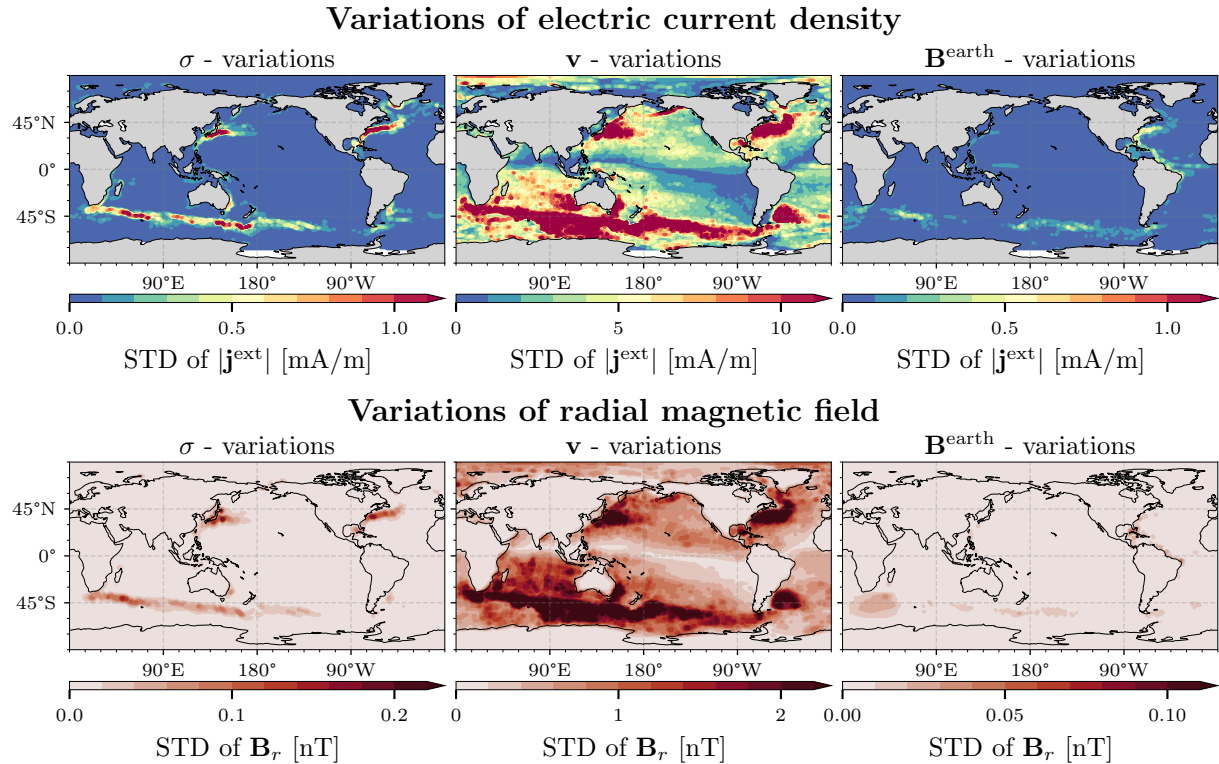 Variations of electric current density
σ - variations
v - variations
B^earth - variations
45°N
0°
45°S
90°E 180° 90°W
90°E 180° 90°W
90°E 180° 90°W
0.0 0.5 1.0
0 5 10
0.0 0.5 1.0
STD of |j^ext| [mA/m]
STD of |j^ext| [mA/m]
STD of |j^ext| [mA/m]
Variations of radial magnetic field
σ - variations
v - variations
B^earth - variations
45°N
0°
45°S
90°E 180° 90°W
90°E 180° 90°W
90°E 180° 90°W
0.0 0.1 0.2
0 1 2
0.00 0.05 0.10
STD of B_r [nT]
STD of B_r [nT]
STD of B_r [nT]